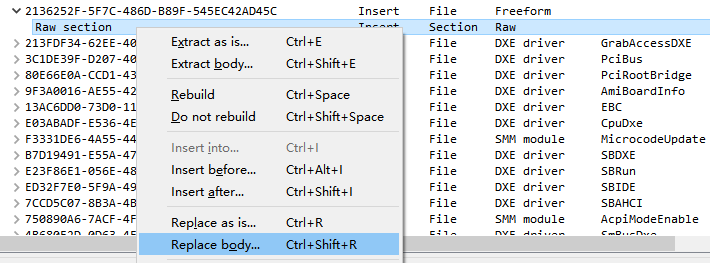 2136252F-5F7C-486D-B89F-545EC42AD45C Insert File Freeform
Raw section Insert Section Raw
213FDF34-62EE-40 File DXE driver GrabAccessDXE
3C1DE39F-D207-40 File DXE driver PciBus
80E66E0A-CCD1-43 File DXE driver PciRootBridge
9F3A0016-AE55-42 File DXE driver AmiBoardInfo
13AC6DD0-73D0-11 File DXE driver EBC
E03ABADF-E536-4E File DXE driver CpuDxe
F3331DE6-4A55-44 File SMM module MicrocodeUpdate
B7D19491-E55A-47 File DXE driver SBDXE
E23F86E1-056E-48 File DXE driver SBRun
ED32F7E0-5F9A-49 File DXE driver SBIDE
7CCD5C07-8B3A-4B File DXE driver SBAHCI
750890A6-7ACF-4F File SMM module AcpiModeEnable
File DXE driver SmBusDxe
Extract as is... Ctrl+E
Extract body... Ctrl+Shift+E
Rebuild Ctrl+Space
Do not rebuild Ctrl+Shift+Space
Insert into... Ctrl+I
Insert before... Ctrl+Alt+I
Insert after... Ctrl+Shift+I
Replace as is... Ctrl+R
Replace body... Ctrl+Shift+R